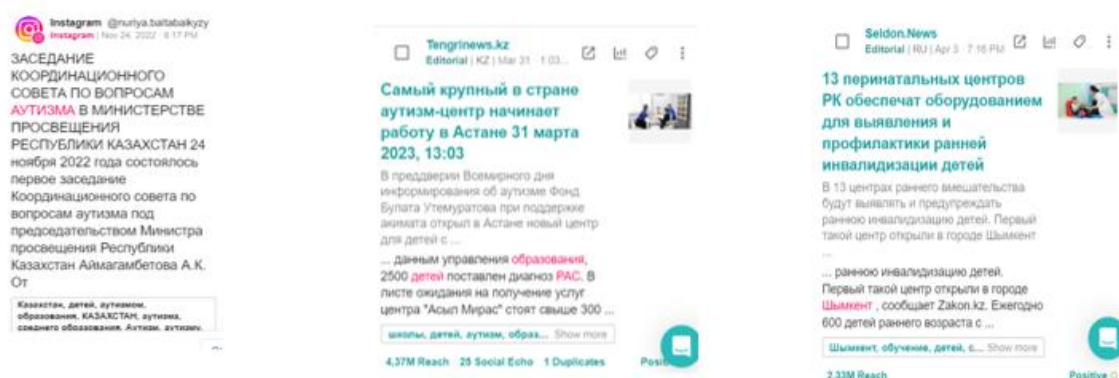 Instagram @nuriya.baltabaikyzy
Instagram | Nov 24, 2022 · 6:17 PM
ЗАСЕДАНИЕ
КООРДИНАЦИОННОГО
СОВЕТА ПО ВОПРОСАМ
АУТИЗМА В МИНИСТЕРСТВЕ
ПРОСВЕЩЕНИЯ
РЕСПУБЛИКИ КАЗАХСТАН 24
ноября 2022 года состоялось
первое заседание
Координационного совета по
вопросам аутизма под
председательством Министра
просвещения Республики
Казахстан Аймагамбетова А.К.
От
Казахстан, детей, аутизмом,
образования, КАЗАХСТАН, аутизма,
среднего образования, Аутизм, аутизму,
Tengrinews.kz
Editorial | KZ | Mar 31 · 1:03...
Самый крупный в стране
аутизм-центр начинает
работу в Астане 31 марта
2023, 13:03
В преддверии Всемирного дня
информирования об аутизме Фонд
Булата Утемуратова при поддержке
акимата открыл в Астане новый центр
для детей с ...
... данным управления образования,
2500 детей поставлен диагноз РАС. В
листе ожидания на получение услуг
центра "Асыл Мирас" стоят свыше 300 ...
школы, детей, аутизм, образ... Show more
4,37M Reach 25 Social Echo 1 Duplicates Positi
Seldon.News
Editorial | RU | Apr 3 · 7:16 PM
13 перинатальных центров
РК обеспечат оборудованием
для выявления и
профилактики ранней
инвалидизации детей
В 13 центрах раннего вмешательства
будут выявлять и предупреждать
раннюю инвалидизацию детей. Первый
такой центр открыли в городе Шымкент
...
... раннюю инвалидизацию детей.
Первый такой центр открыли в городе
Шымкент , сообщает Zakon.kz. Ежегодно
600 детей раннего возраста с ...
Шымкент, обучение, детей, с... Show more
2,33M Reach Positive